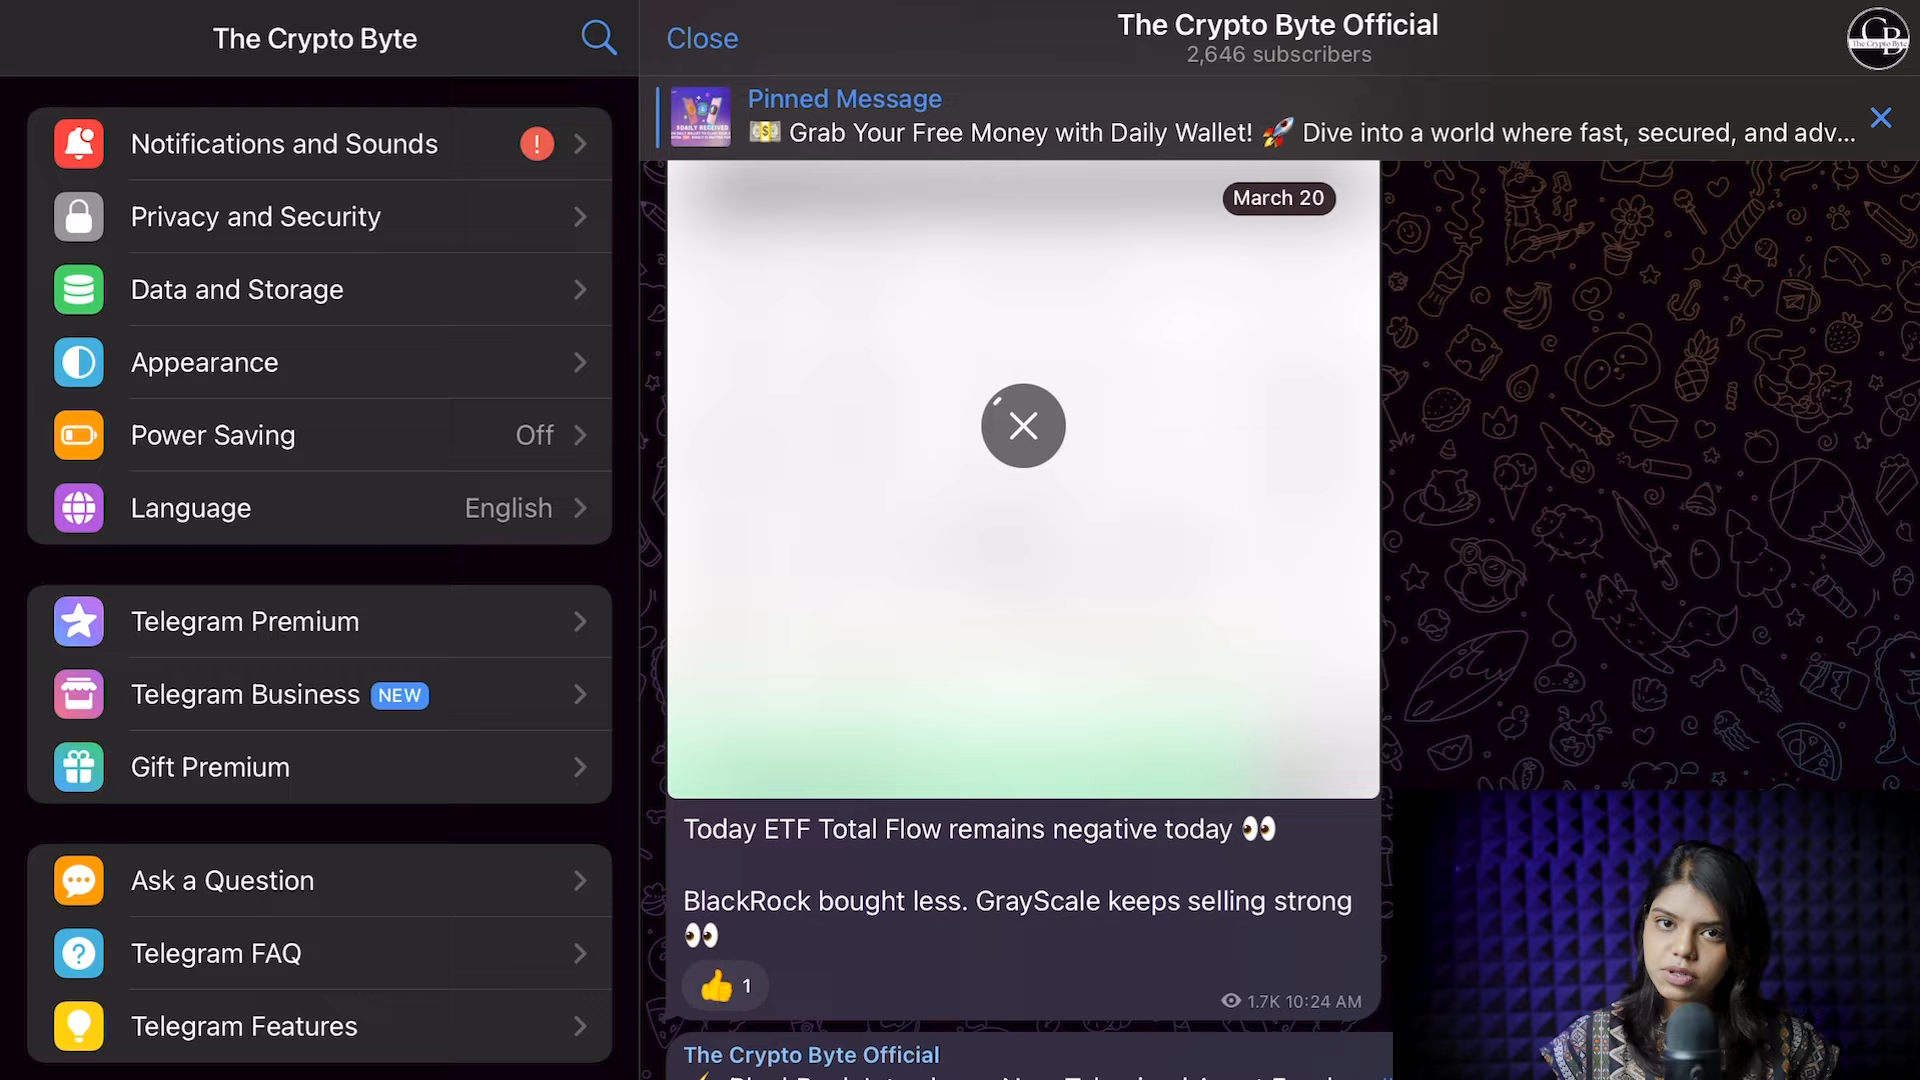 The Crypto Byte
Notifications and Sounds !
Privacy and Security
Data and Storage
Appearance
Power Saving Off
Language English
Telegram Premium
Telegram Business NEW
Gift Premium
Ask a Question
Telegram FAQ
Telegram Features
Close
The Crypto Byte Official
2,646 subscribers
CB
The Crypto Byte
Pinned Message
💵 Grab Your Free Money with Daily Wallet! 🚀 Dive into a world where fast, secured, and adv...
March 20
Today ETF Total Flow remains negative today 👀
BlackRock bought less. GrayScale keeps selling strong
👀
👍 1
1.7K 10:24 AM
The Crypto Byte Official